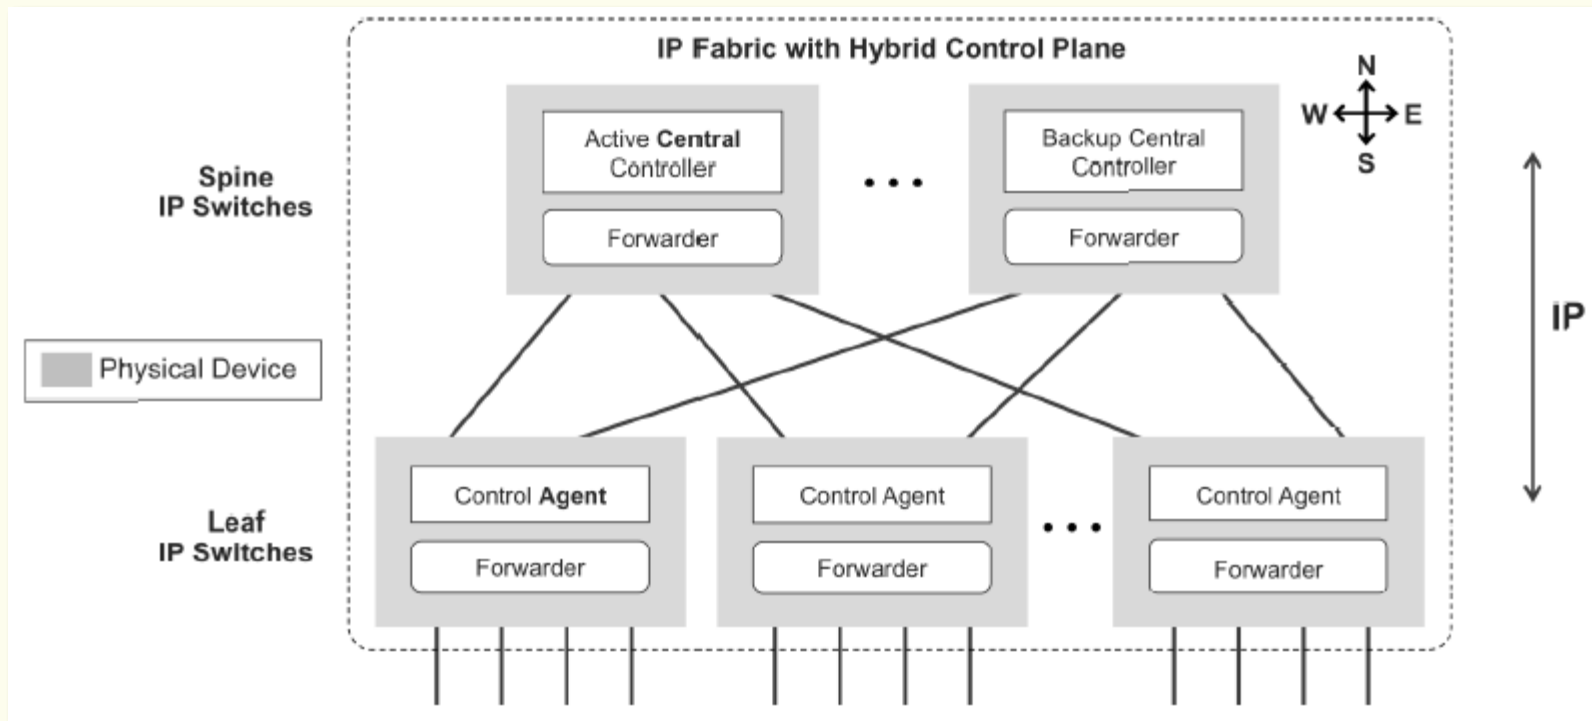 IP Fabric with Hybrid Control Plane
N
W E
S
Active Central
Controller
Backup Central
Controller
Spine
IP Switches
• • •
Forwarder
Forwarder
IP
Physical Device
Control Agent
Control Agent
Control Agent
Leaf
IP Switches
• • •
Forwarder
Forwarder
Forwarder